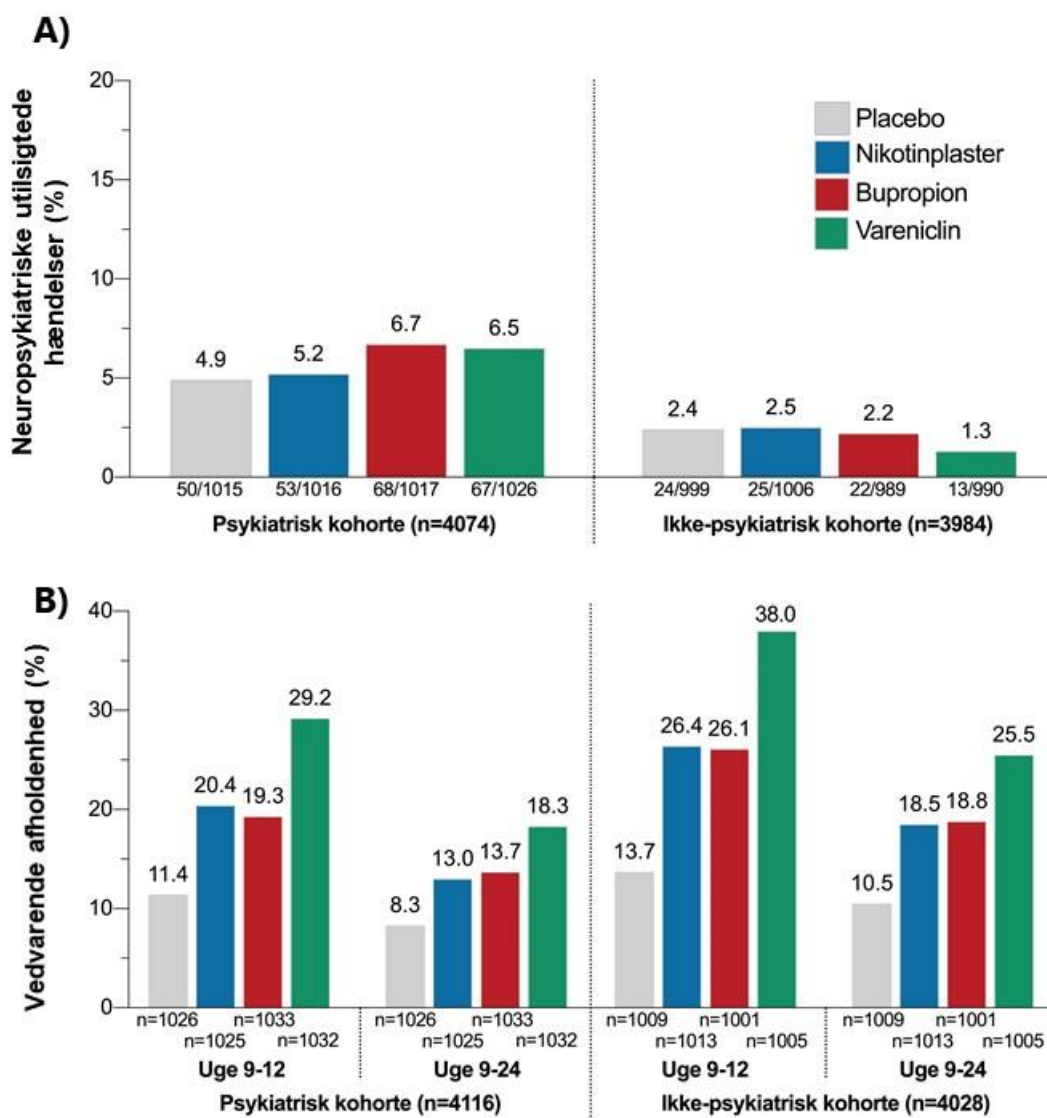 A)
Neuropsykiatriske utilsigtede
hændelser (%)
20
15
10
5
0
Placebo
Nikotinplaster
Bupropion
Vareniclin
4.9
5.2
6.7
6.5
2.4
2.5
2.2
1.3
50/1015
53/1016
68/1017
67/1026
24/999
25/1006
22/989
13/990
Psykiatrisk kohorte (n=4074)
Ikke-psykiatrisk kohorte (n=3984)
B)
Vedvarende afholdenhed (%)
40
30
20
10
0
11.4
20.4
19.3
29.2
8.3
13.0
13.7
18.3
13.7
26.4
26.1
38.0
10.5
18.5
18.8
25.5
n=1026
n=1025
n=1033
n=1032
n=1026
n=1025
n=1033
n=1032
n=1009
n=1013
n=1001
n=1005
n=1009
n=1013
n=1001
n=1005
Uge 9-12
Uge 9-24
Uge 9-12
Uge 9-24
Psykiatrisk kohorte (n=4116)
Ikke-psykiatrisk kohorte (n=4028)